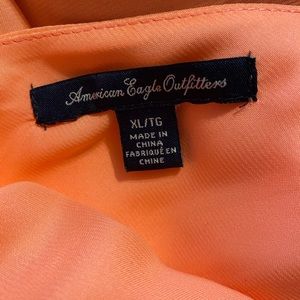 American Eagle Outfitters
XL/TG
MADE IN
CHINA
FABRIQUÉ EN
CHINE